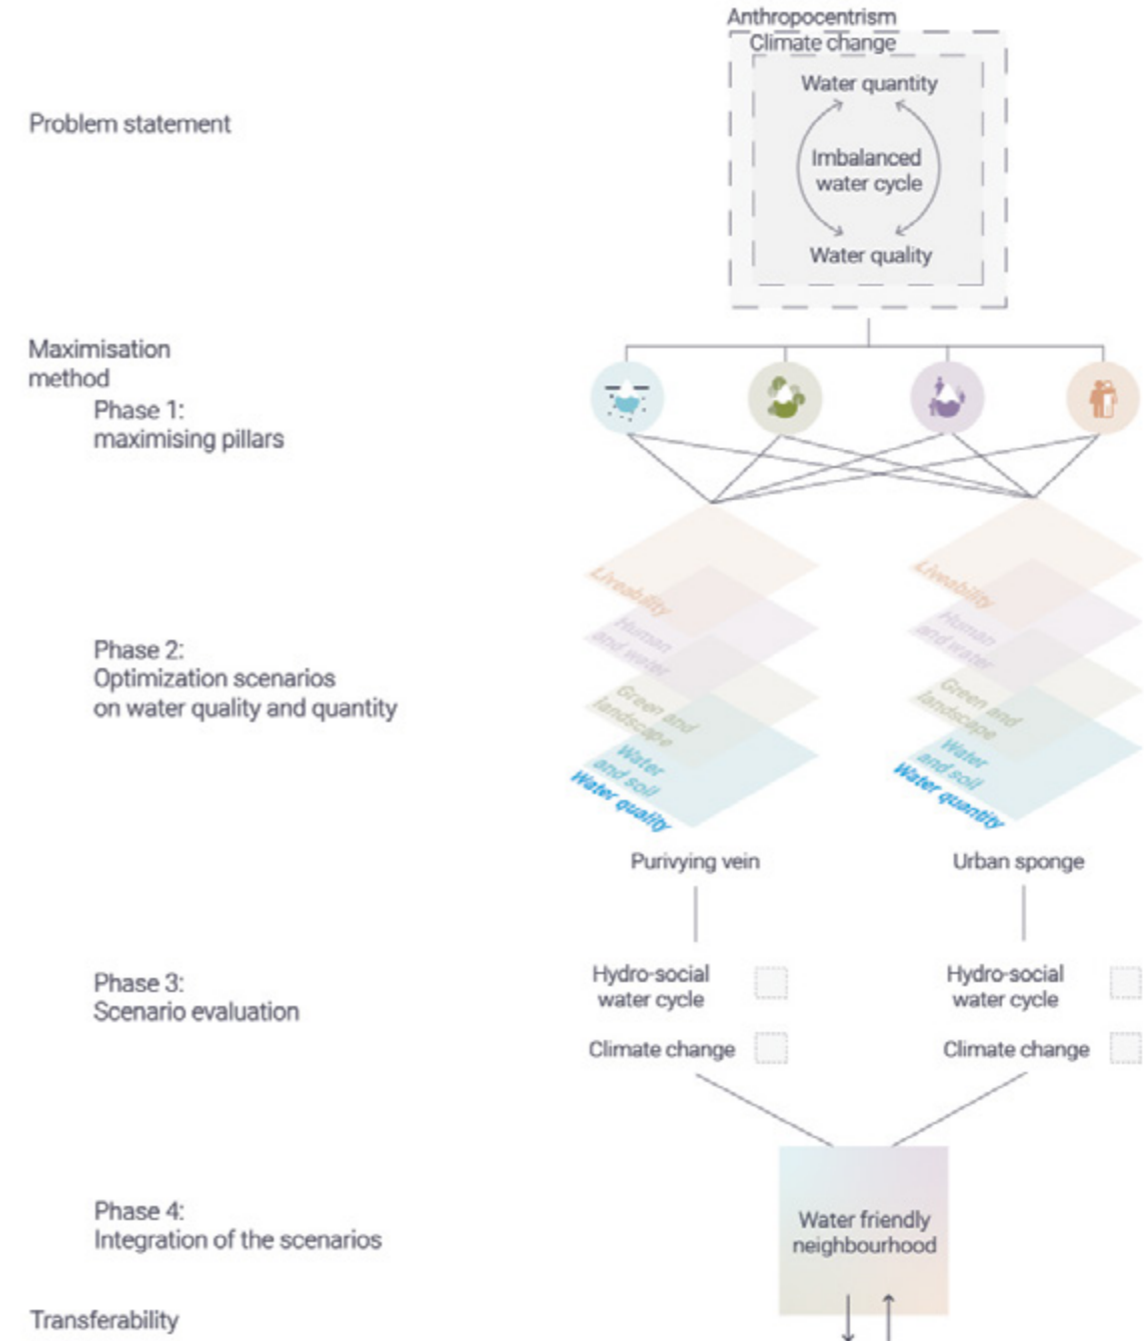 Anthropocentrism
Climate change
Water quantity
Problem statement
Imbalanced
water cycle
Water quality
Maximisation
method
Phase 1:
maximising pillars
Liveability
Human
and water
Green and
landscape
Water
and soil
Water quality
Liveability
Human
and water
Green and
landscape
Water
and soil
Water quantity
Phase 2:
Optimization scenarios
on water quality and quantity
Purivying vein
Urban sponge
Phase 3:
Scenario evaluation
Hydro-social
water cycle
Climate change
Hydro-social
water cycle
Climate change
Phase 4:
Integration of the scenarios
Water friendly
neighbourhood
Transferability